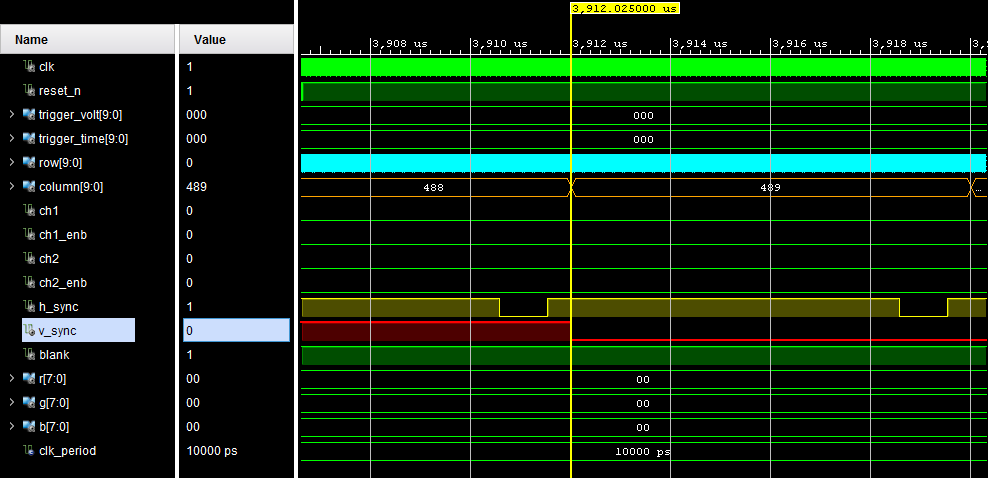 3,912.025000 us
Name Value
3,908 us 3,910 us 3,912 us 3,914 us 3,916 us 3,918 us
clk 1
reset_n 1
trigger_volt[9:0] 000 000
trigger_time[9:0] 000 000
row[9:0] 0
column[9:0] 489 488 489 ...
ch1 0
ch1_enb 0
ch2 0
ch2_enb 0
h_sync 1
v_sync 0
blank 1
r[7:0] 00 00
g[7:0] 00 00
b[7:0] 00 00
clk_period 10000 ps 10000 ps